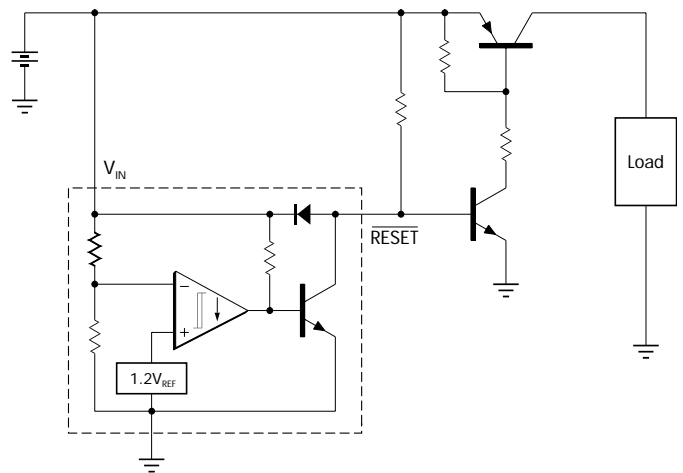 V_IN
RESET
Load
−
+
1.2V_REF